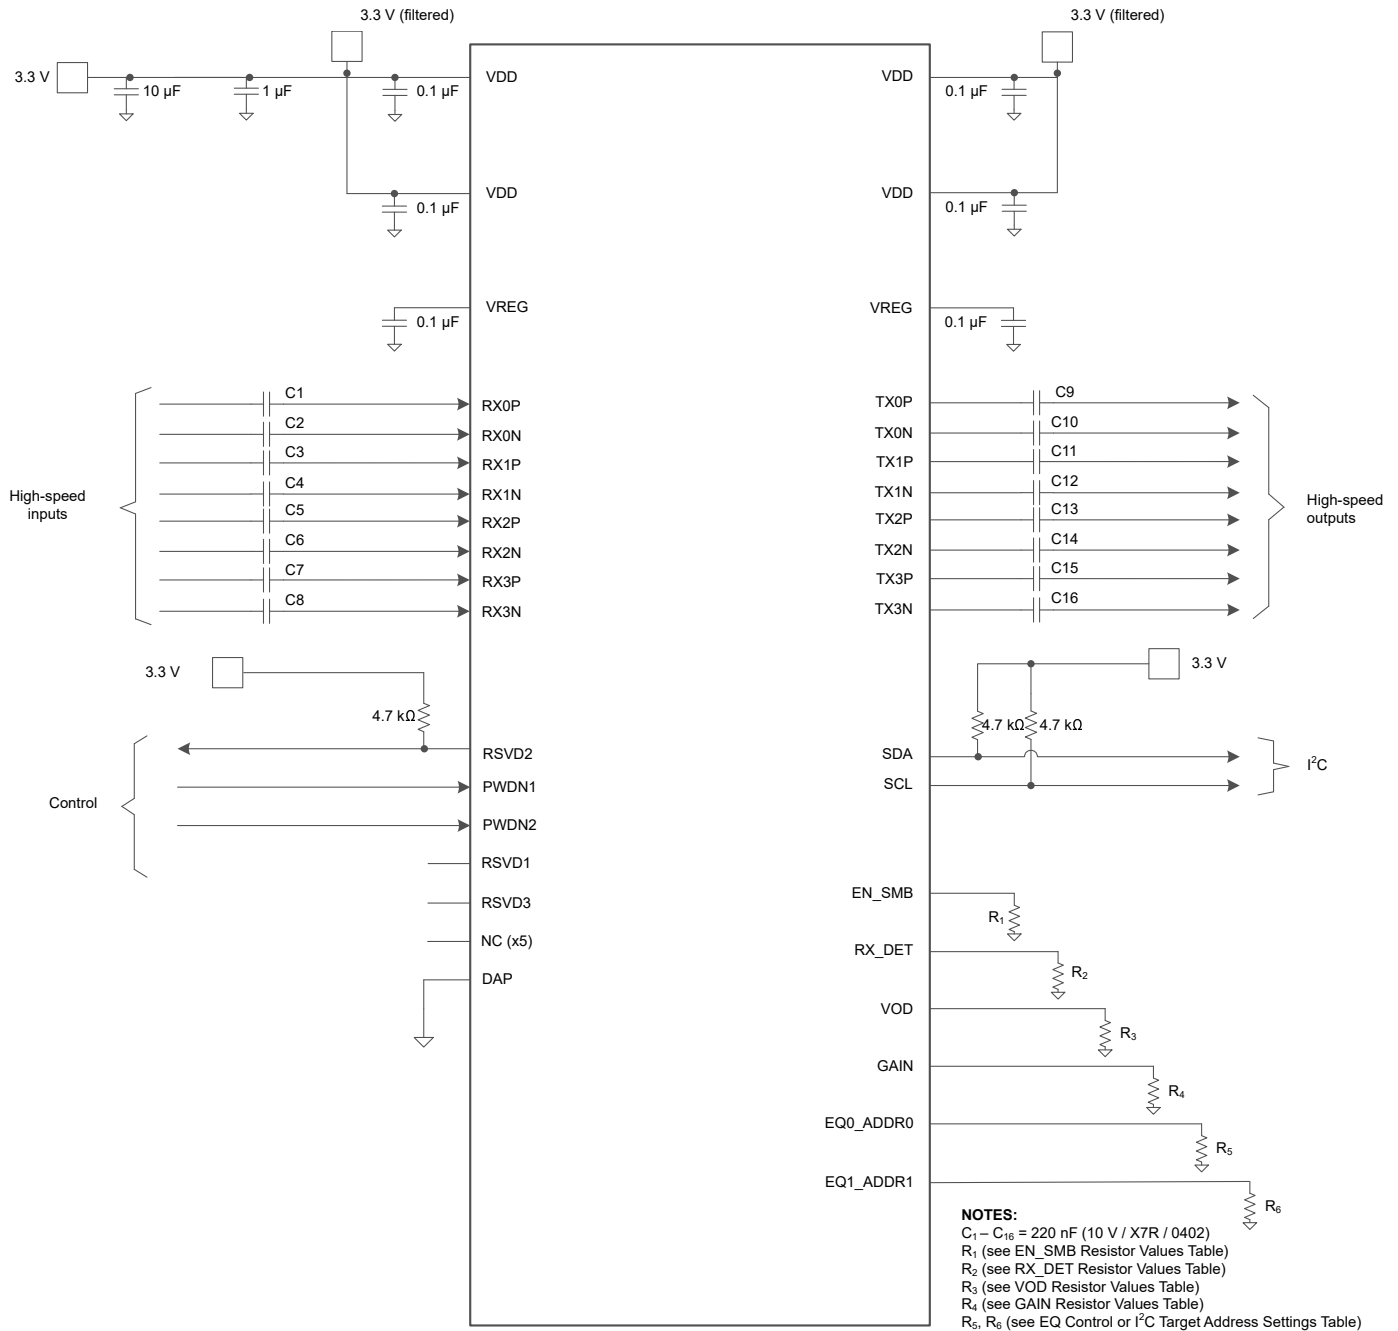 3.3 V (filtered)
3.3 V (filtered)
3.3 V
10 µF
1 µF
0.1 µF
VDD
VDD
0.1 µF
VDD
0.1 µF
VDD
0.1 µF
VREG
0.1 µF
VREG
0.1 µF
High-speed
inputs
C1
C2
C3
C4
C5
C6
C7
C8
RX0P
RX0N
RX1P
RX1N
RX2P
RX2N
RX3P
RX3N
TX0P
TX0N
TX1P
TX1N
TX2P
TX2N
TX3P
TX3N
C9
C10
C11
C12
C13
C14
C15
C16
High-speed
outputs
3.3 V
4.7 kΩ
Control
RSVD2
PWDN1
PWDN2
RSVD1
RSVD3
NC (x5)
DAP
3.3 V
4.7 kΩ
4.7 kΩ
SDA
SCL
I²C
EN_SMB
R₁
RX_DET
R₂
VOD
R₃
GAIN
R₄
EQ0_ADDR0
R₅
EQ1_ADDR1
R₆
NOTES:
C₁ – C₁₆ = 220 nF (10 V / X7R / 0402)
R₁ (see EN_SMB Resistor Values Table)
R₂ (see RX_DET Resistor Values Table)
R₃ (see VOD Resistor Values Table)
R₄ (see GAIN Resistor Values Table)
R₅, R₆ (see EQ Control or I²C Target Address Settings Table)